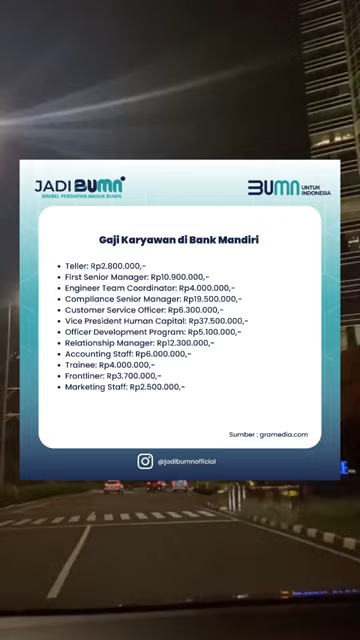 JADI BUMN
BIMBEL PERSIAPAN MASUK BUMN
BUMN UNTUK
INDONESIA
Gaji Karyawan di Bank Mandiri
• Teller: Rp2.800.000,-
• First Senior Manager: Rp10.900.000,-
• Engineer Team Coordinator: Rp4.000.000,-
• Compliance Senior Manager: Rp19.500.000,-
• Customer Service Officer: Rp6.300.000,-
• Vice President Human Capital: Rp37.500.000,-
• Officer Development Program: Rp5.100.000,-
• Relationship Manager: Rp12.300.000,-
• Accounting Staff: Rp6.000.000,-
• Trainee: Rp4.000.000,-
• Frontliner: Rp3.700.000,-
• Marketing Staff: Rp2.500.000,-
Sumber : gramedia.com
@jadibumnofficial